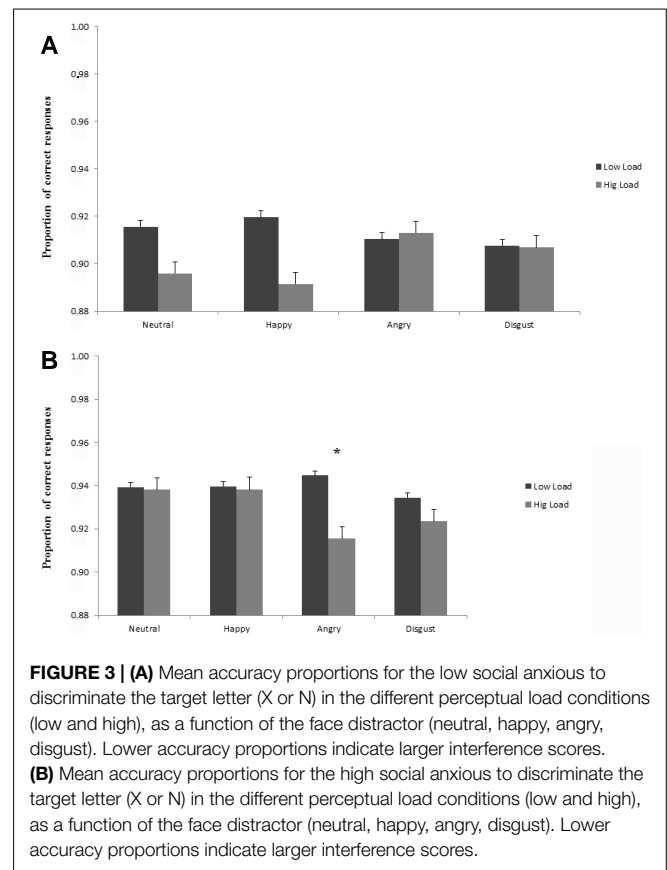 A
1.00
0.98
0.96
0.94
0.92
0.90
0.88
Proportion of correct responses
Neutral Happy Angry Disgust
Low Load
Hig Load
B
1.00
0.98
0.96
0.94
0.92
0.90
0.88
Proportion of correct responses
*
Neutral Happy Angry Disgust
Low Load
Hig Load
FIGURE 3 | (A) Mean accuracy proportions for the low social anxious to
discriminate the target letter (X or N) in the different perceptual load conditions
(low and high), as a function of the face distractor (neutral, happy, angry,
disgust). Lower accuracy proportions indicate larger interference scores.
(B) Mean accuracy proportions for the high social anxious to discriminate the
target letter (X or N) in the different perceptual load conditions (low and high),
as a function of the face distractor (neutral, happy, angry, disgust). Lower
accuracy proportions indicate larger interference scores.